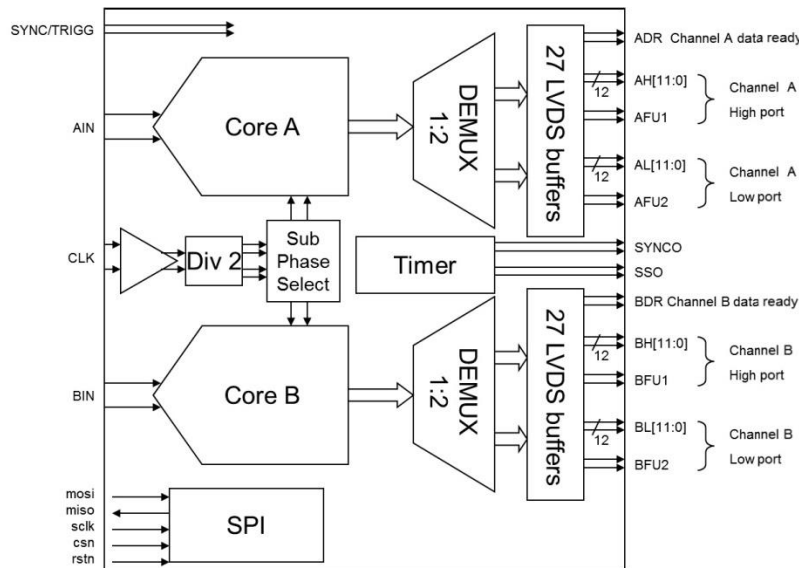 SYNC/TRIGG
ADR Channel A data ready
AIN
Core A
DEMUX
1:2
27 LVDS buffers
AH[11:0]
12
AFU1
Channel A
High port
AL[11:0]
12
AFU2
Channel A
Low port
CLK
Div 2
Sub
Phase
Select
Timer
SYNCO
SSO
BDR Channel B data ready
BIN
Core B
DEMUX
1:2
27 LVDS buffers
BH[11:0]
12
BFU1
Channel B
High port
BL[11:0]
12
BFU2
Channel B
Low port
mosi
miso
sclk
csn
rstn
SPI